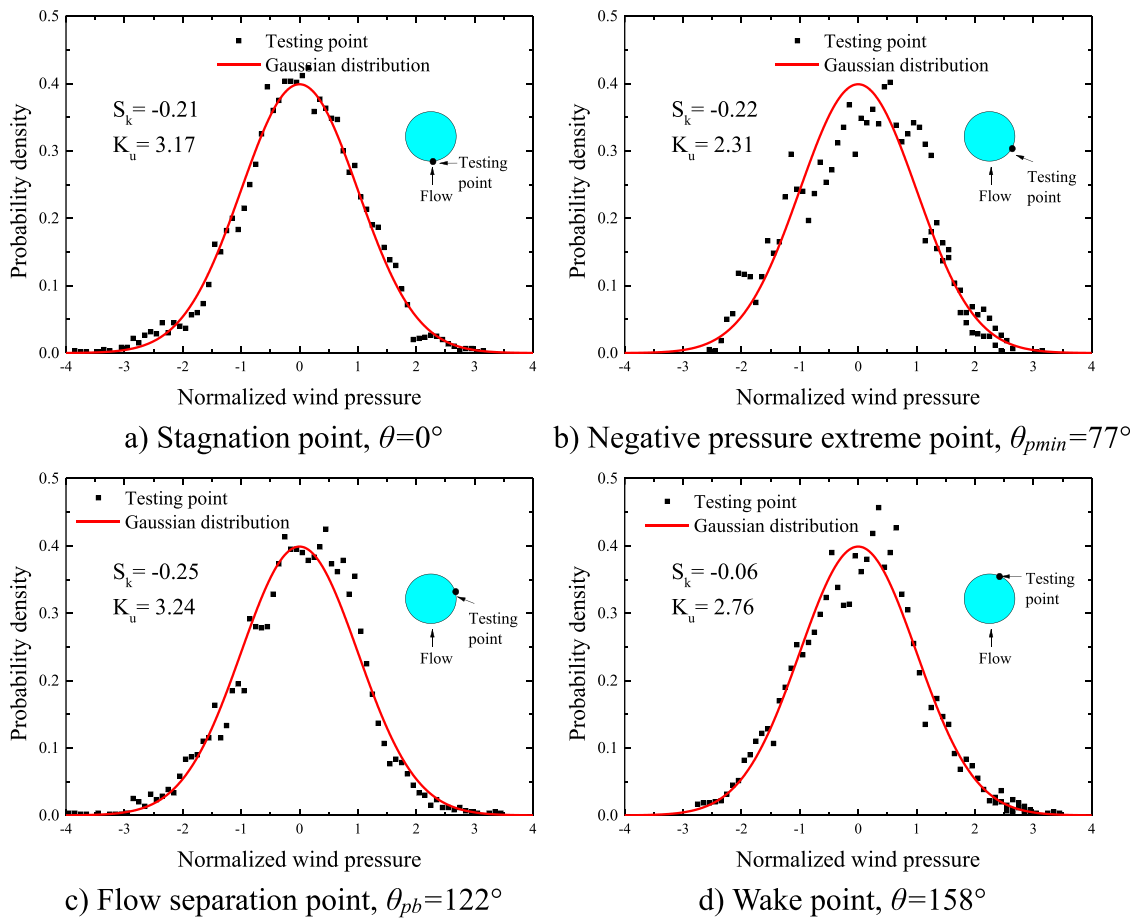 0.5
0.4
0.3
0.2
0.1
0.0
Probability density
Testing point
Gaussian distribution
Sk= -0.21
Ku= 3.17
Testing
point
Flow
-4 -3 -2 -1 0 1 2 3 4
Normalized wind pressure
a) Stagnation point, θ=0°
0.5
0.4
0.3
0.2
0.1
0.0
Probability density
Testing point
Gaussian distribution
Sk= -0.22
Ku= 2.31
Testing
point
Flow
-4 -3 -2 -1 0 1 2 3 4
Normalized wind pressure
b) Negative pressure extreme point, θpmin=77°
0.5
0.4
0.3
0.2
0.1
0.0
Probability density
Testing point
Gaussian distribution
Sk= -0.25
Ku= 3.24
Testing
point
Flow
-4 -3 -2 -1 0 1 2 3 4
Normalized wind pressure
c) Flow separation point, θpb=122°
0.5
0.4
0.3
0.2
0.1
0.0
Probability density
Testing point
Gaussian distribution
Sk= -0.06
Ku= 2.76
Testing
point
Flow
-4 -3 -2 -1 0 1 2 3 4
Normalized wind pressure
d) Wake point, θ=158°